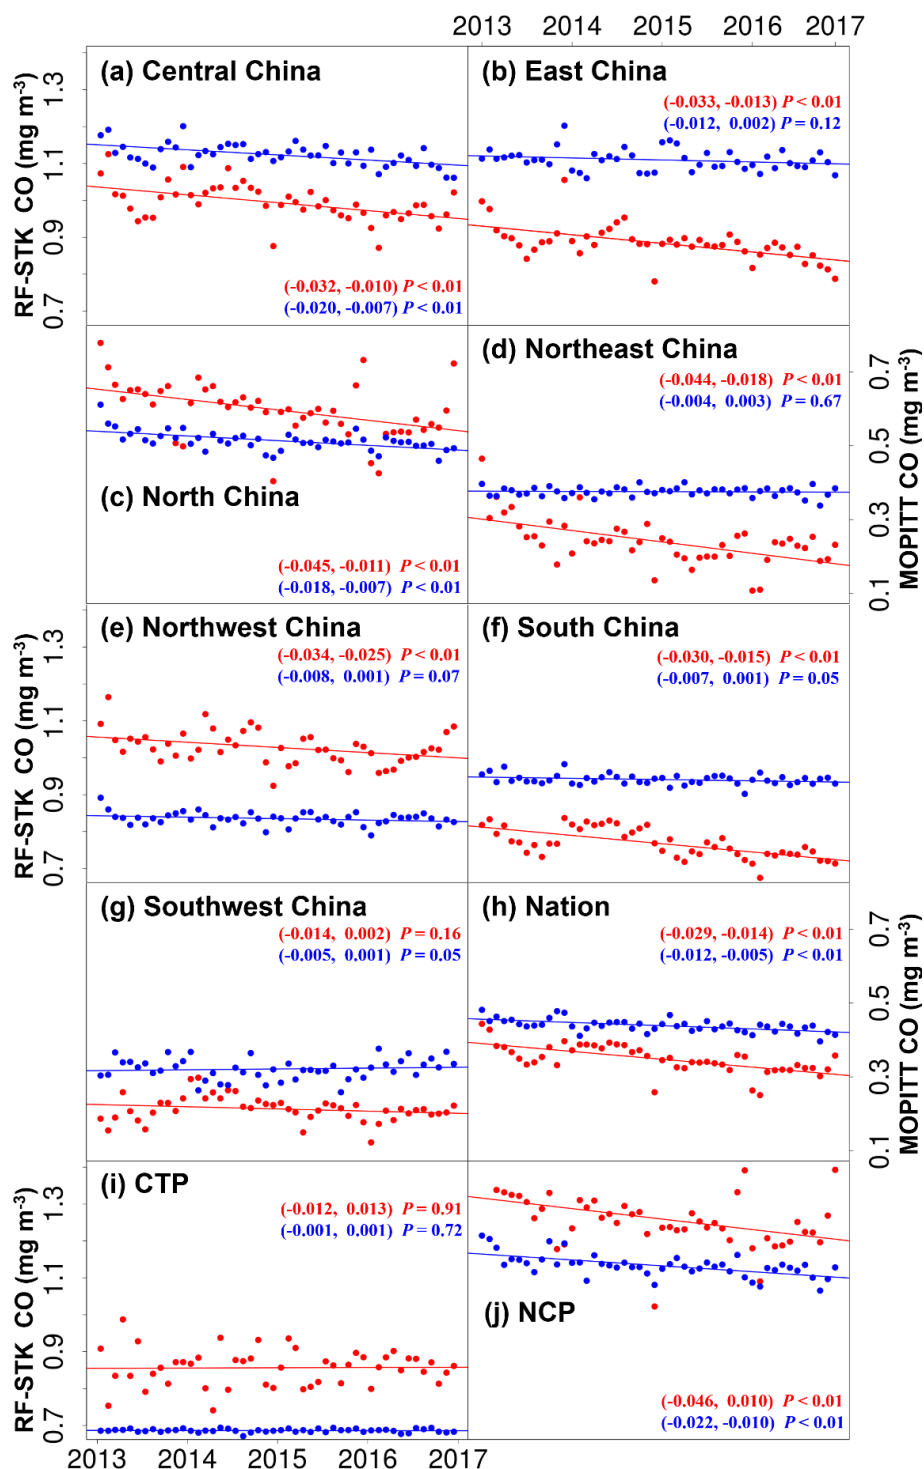 2013 2014 2015 2016 2017
(a) Central China
(b) East China
(-0.033, -0.013) P < 0.01
(-0.012, 0.002) P = 0.12
(-0.032, -0.010) P < 0.01
(-0.020, -0.007) P < 0.01
RF-STK CO (mg m-3)
1.3
1.1
0.9
0.7
(c) North China
(-0.045, -0.011) P < 0.01
(-0.018, -0.007) P < 0.01
(d) Northeast China
(-0.044, -0.018) P < 0.01
(-0.004, 0.003) P = 0.67
MOPITT CO (mg m-3)
0.7
0.5
0.3
0.1
(e) Northwest China
(-0.034, -0.025) P < 0.01
(-0.008, 0.001) P = 0.07
RF-STK CO (mg m-3)
1.3
1.1
0.9
0.7
(f) South China
(-0.030, -0.015) P < 0.01
(-0.007, 0.001) P = 0.05
(g) Southwest China
(-0.014, 0.002) P = 0.16
(-0.005, 0.001) P = 0.05
(h) Nation
(-0.029, -0.014) P < 0.01
(-0.012, -0.005) P < 0.01
MOPITT CO (mg m-3)
0.7
0.5
0.3
0.1
(i) CTP
(-0.012, 0.013) P = 0.91
(-0.001, 0.001) P = 0.72
RF-STK CO (mg m-3)
1.3
1.1
0.9
0.7
(j) NCP
(-0.046, 0.010) P < 0.01
(-0.022, -0.010) P < 0.01
2013 2014 2015 2016 2017